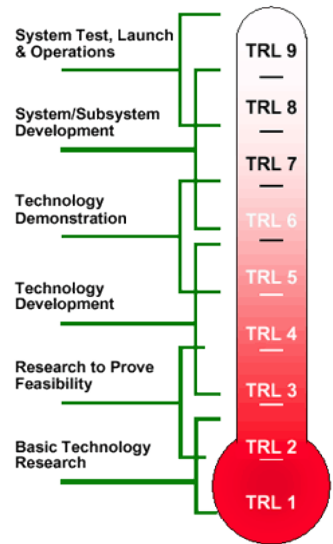 System Test, Launch
& Operations
System/Subsystem
Development
Technology
Demonstration
Technology
Development
Research to Prove
Feasibility
Basic Technology
Research
TRL 9
TRL 8
TRL 7
TRL 6
TRL 5
TRL 4
TRL 3
TRL 2
TRL 1